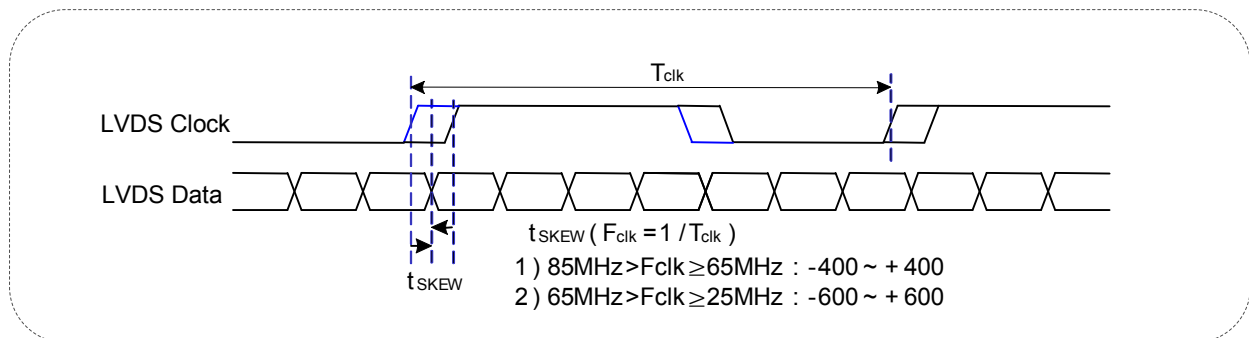 Tclk
LVDS Clock
LVDS Data
tSKEW ( Fclk = 1 / Tclk )
1 ) 85MHz>Fclk≥65MHz : -400 ~ + 400
2 ) 65MHz>Fclk≥25MHz : -600 ~ + 600
tSKEW